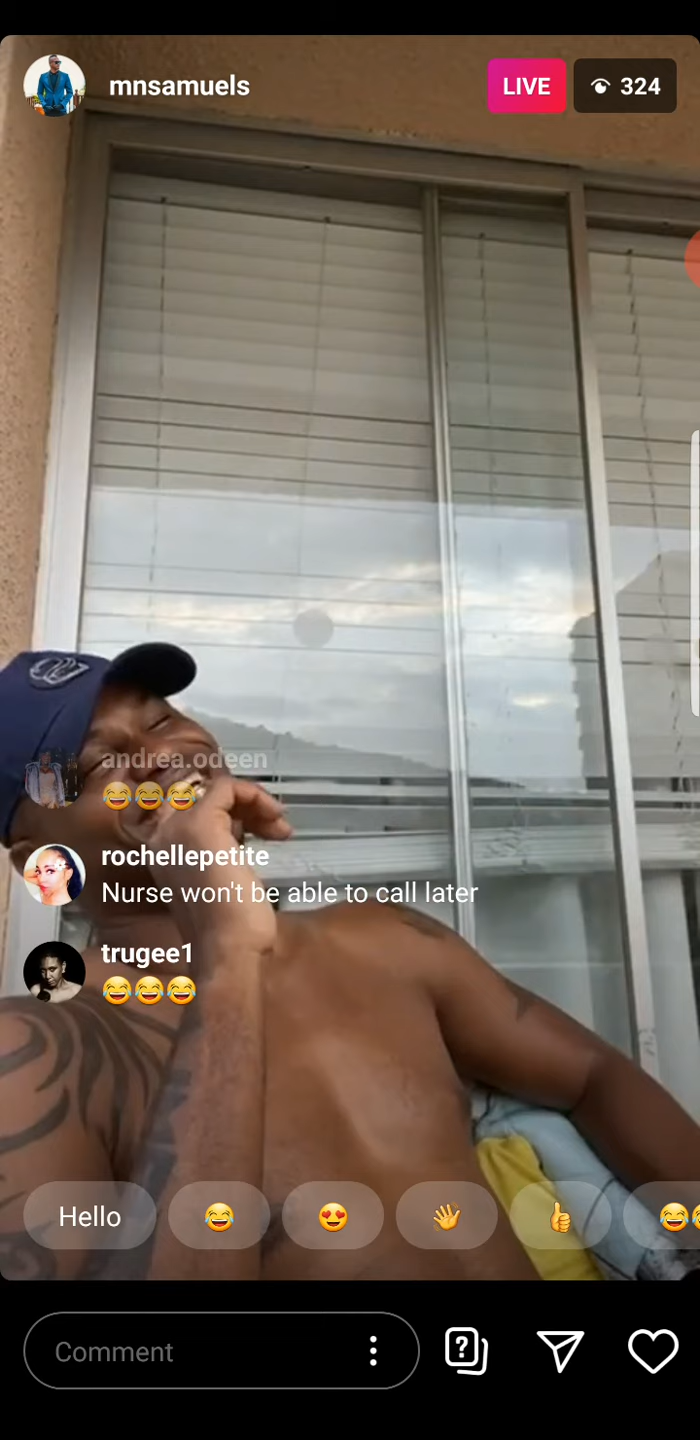 mnsamuels
LIVE
324
andrea.odeen
😂😂😂
rochellepetite
Nurse won't be able to call later
trugee1
😂😂😂
Hello
Comment